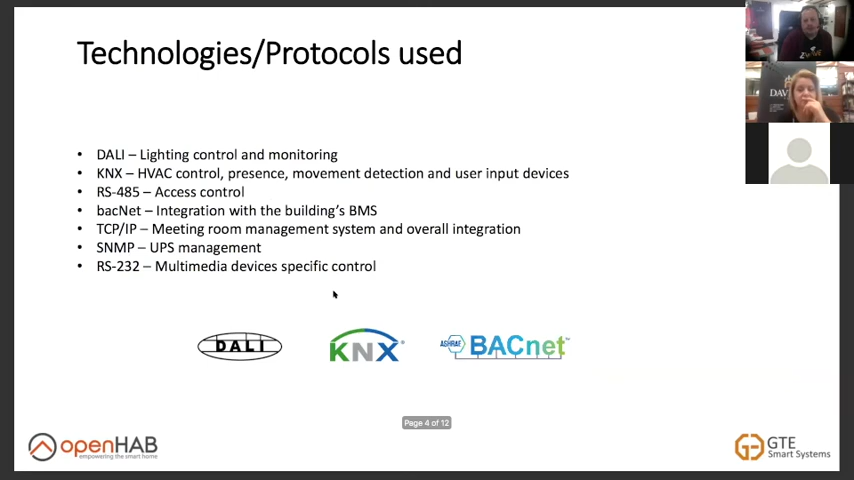 Technologies/Protocols used
• DALI – Lighting control and monitoring
• KNX – HVAC control, presence, movement detection and user input devices
• RS-485 – Access control
• bacNet – Integration with the building's BMS
• TCP/IP – Meeting room management system and overall integration
• SNMP – UPS management
• RS-232 – Multimedia devices specific control
DALI
KNX
ASHRAE BACnet™
Page 4 of 12
openHAB
empowering the smart home
GTE
Smart Systems
DAV